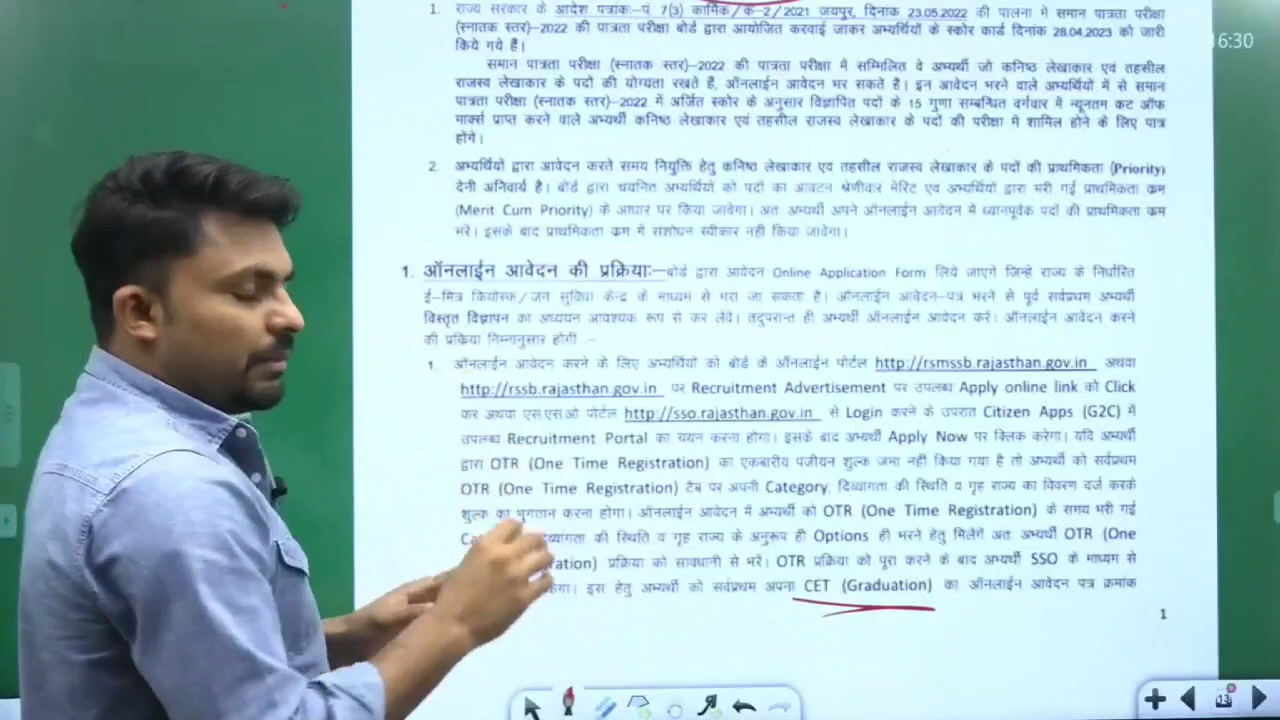 1. राज्य सरकार के आदेश पत्रांक-पं 7(3) कार्मिक/क-2/2021 जयपुर, दिनांक 23.05.2022 की पालना में समान पात्रता परीक्षा
(स्नातक स्तर)-2022 की पात्रता परीक्षा बोर्ड द्वारा आयोजित करवाई जाकर अभ्यर्थियों के स्कोर कार्ड दिनांक 28.04.2023 को जारी
किये गये हैं।
समान पात्रता परीक्षा (स्नातक स्तर)-2022 की पात्रता परीक्षा में सम्मिलित वे अभ्यर्थी जो कनिष्ठ लेखाकार एवं तहसील
राजस्व लेखाकार के पदों की योग्यता रखते हैं, ऑनलाईन आवेदन भर सकते है। इन आवेदन भरने वाले अभ्यर्थियों में से समान
पात्रता परीक्षा (स्नातक स्तर)-2022 में अर्जित स्कोर के अनुसार विज्ञापित पदों के 15 गुणा सम्बन्धित वर्गवार में न्यूनतम कट ऑफ
मार्क्स प्राप्त करने वाले अभ्यर्थी कनिष्ठ लेखाकार एवं तहसील राजस्व लेखाकार के पदों की परीक्षा में शामिल होने के लिए पात्र
होंगे।
2. अभ्यर्थियों द्वारा आवेदन करते समय नियुक्ति हेतु कनिष्ठ लेखाकार एवं तहसील राजस्व लेखाकार के पदों की प्राथमिकता (Priority)
देनी अनिवार्य है। बोर्ड द्वारा चयनित अभ्यर्थियों को पदों का आवंटन श्रेणीवार मेरिट एवं अभ्यर्थियों द्वारा भरी गई प्राथमिकता क्रम
(Merit Cum Priority) के आधार पर किया जावेगा। अतः अभ्यर्थी अपने ऑनलाईन आवेदन में ध्यानपूर्वक पदों की प्राथमिकता क्रम
भरें। इसके बाद प्राथमिकता क्रम में संशोधन स्वीकार नहीं किया जावेगा।
1. ऑनलाईन आवेदन की प्रक्रिया:-बोर्ड द्वारा आवेदन Online Application Form लिये जाएंगे जिन्हे राज्य के निर्धारित
ई-मित्र कियोस्क/जन सुविधा केन्द्र के माध्यम से भरा जा सकता है। ऑनलाईन आवेदन-पत्र भरने से पूर्व सर्वप्रथम अभ्यर्थी
विस्तृत विज्ञापन का अध्ययन आवश्यक रूप से कर लेवें। तदुपरान्त ही अभ्यर्थी ऑनलाईन आवेदन करें। ऑनलाईन आवेदन करने
की प्रक्रिया निम्नानुसार होगी :-
1. ऑनलाईन आवेदन करने के लिए अभ्यर्थियों को बोर्ड के ऑनलाईन पोर्टल http://rsmssb.rajasthan.gov.in अथवा
http://rssb.rajasthan.gov.in पर Recruitment Advertisement पर उपलब्ध Apply online link को Click
कर अथवा एस.एस.ओ पोर्टल http://sso.rajasthan.gov.in से Login करने के उपरांत Citizen Apps (G2C) में
उपलब्ध Recruitment Portal का चयन करना होगा। इसके बाद अभ्यर्थी Apply Now पर क्लिक करेगा। यदि अभ्यर्थी
द्वारा OTR (One Time Registration) का एकबारीय पंजीयन शुल्क जमा नहीं किया गया है तो अभ्यर्थी को सर्वप्रथम
OTR (One Time Registration) टैब पर अपनी Category, दिव्यांगता की स्थिति व गृह राज्य का विवरण दर्ज करके
शुल्क का भुगतान करना होगा। ऑनलाईन आवेदन में अभ्यर्थी को OTR (One Time Registration) के समय भरी गई
की स्थिति व गृह राज्य के अनुरूप ही Options ही भरने हेतु मिलेंगें अतः अभ्यर्थी OTR (One
प्रक्रिया को सावधानी से भरें। OTR प्रक्रिया को पूरा करने के बाद अभ्यर्थी SSO के माध्यम से
इस हेतु अभ्यर्थी को सर्वप्रथम अपना CET (Graduation) का ऑनलाईन आवेदन पत्र क्रमांक
1
16:30
13